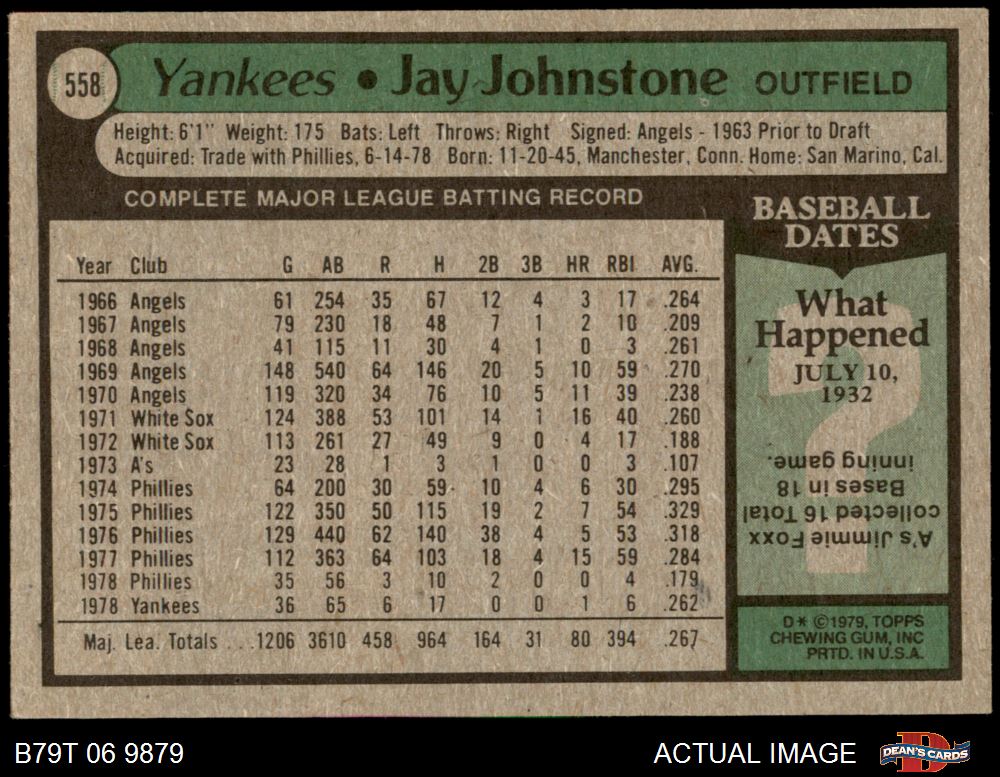 558 Yankees • Jay Johnstone OUTFIELD
Height: 6'1" Weight: 175 Bats: Left Throws: Right Signed: Angels - 1963 Prior to Draft
Acquired: Trade with Phillies, 6-14-78 Born: 11-20-45, Manchester, Conn. Home: San Marino, Cal.
COMPLETE MAJOR LEAGUE BATTING RECORD
Year Club G AB R H 2B 3B HR RBI AVG.
1966 Angels 61 254 35 67 12 4 3 17 .264
1967 Angels 79 230 18 48 7 1 2 10 .209
1968 Angels 41 115 11 30 4 1 0 3 .261
1969 Angels 148 540 64 146 20 5 10 59 .270
1970 Angels 119 320 34 76 10 5 11 39 .238
1971 White Sox 124 388 53 101 14 1 16 40 .260
1972 White Sox 113 261 27 49 9 0 4 17 .188
1973 A's 23 28 1 3 1 0 0 3 .107
1974 Phillies 64 200 30 59 10 4 6 30 .295
1975 Phillies 122 350 50 115 19 2 7 54 .329
1976 Phillies 129 440 62 140 38 4 5 53 .318
1977 Phillies 112 363 64 103 18 4 15 59 .284
1978 Phillies 35 56 3 10 2 0 0 4 .179
1978 Yankees 36 65 6 17 0 0 1 6 .262
Maj. Lea. Totals . . .1206 3610 458 964 164 31 80 394 .267
BASEBALL
DATES
What
Happened
JULY 10,
1932
?
A's Jimmie Foxx
collected 16 Total
Bases in 18
inning game.
D* ©1979, TOPPS
CHEWING GUM, INC
PRTD. IN U.S.A.
B79T 06 9879
ACTUAL IMAGE
D
DEAN'S CARDS